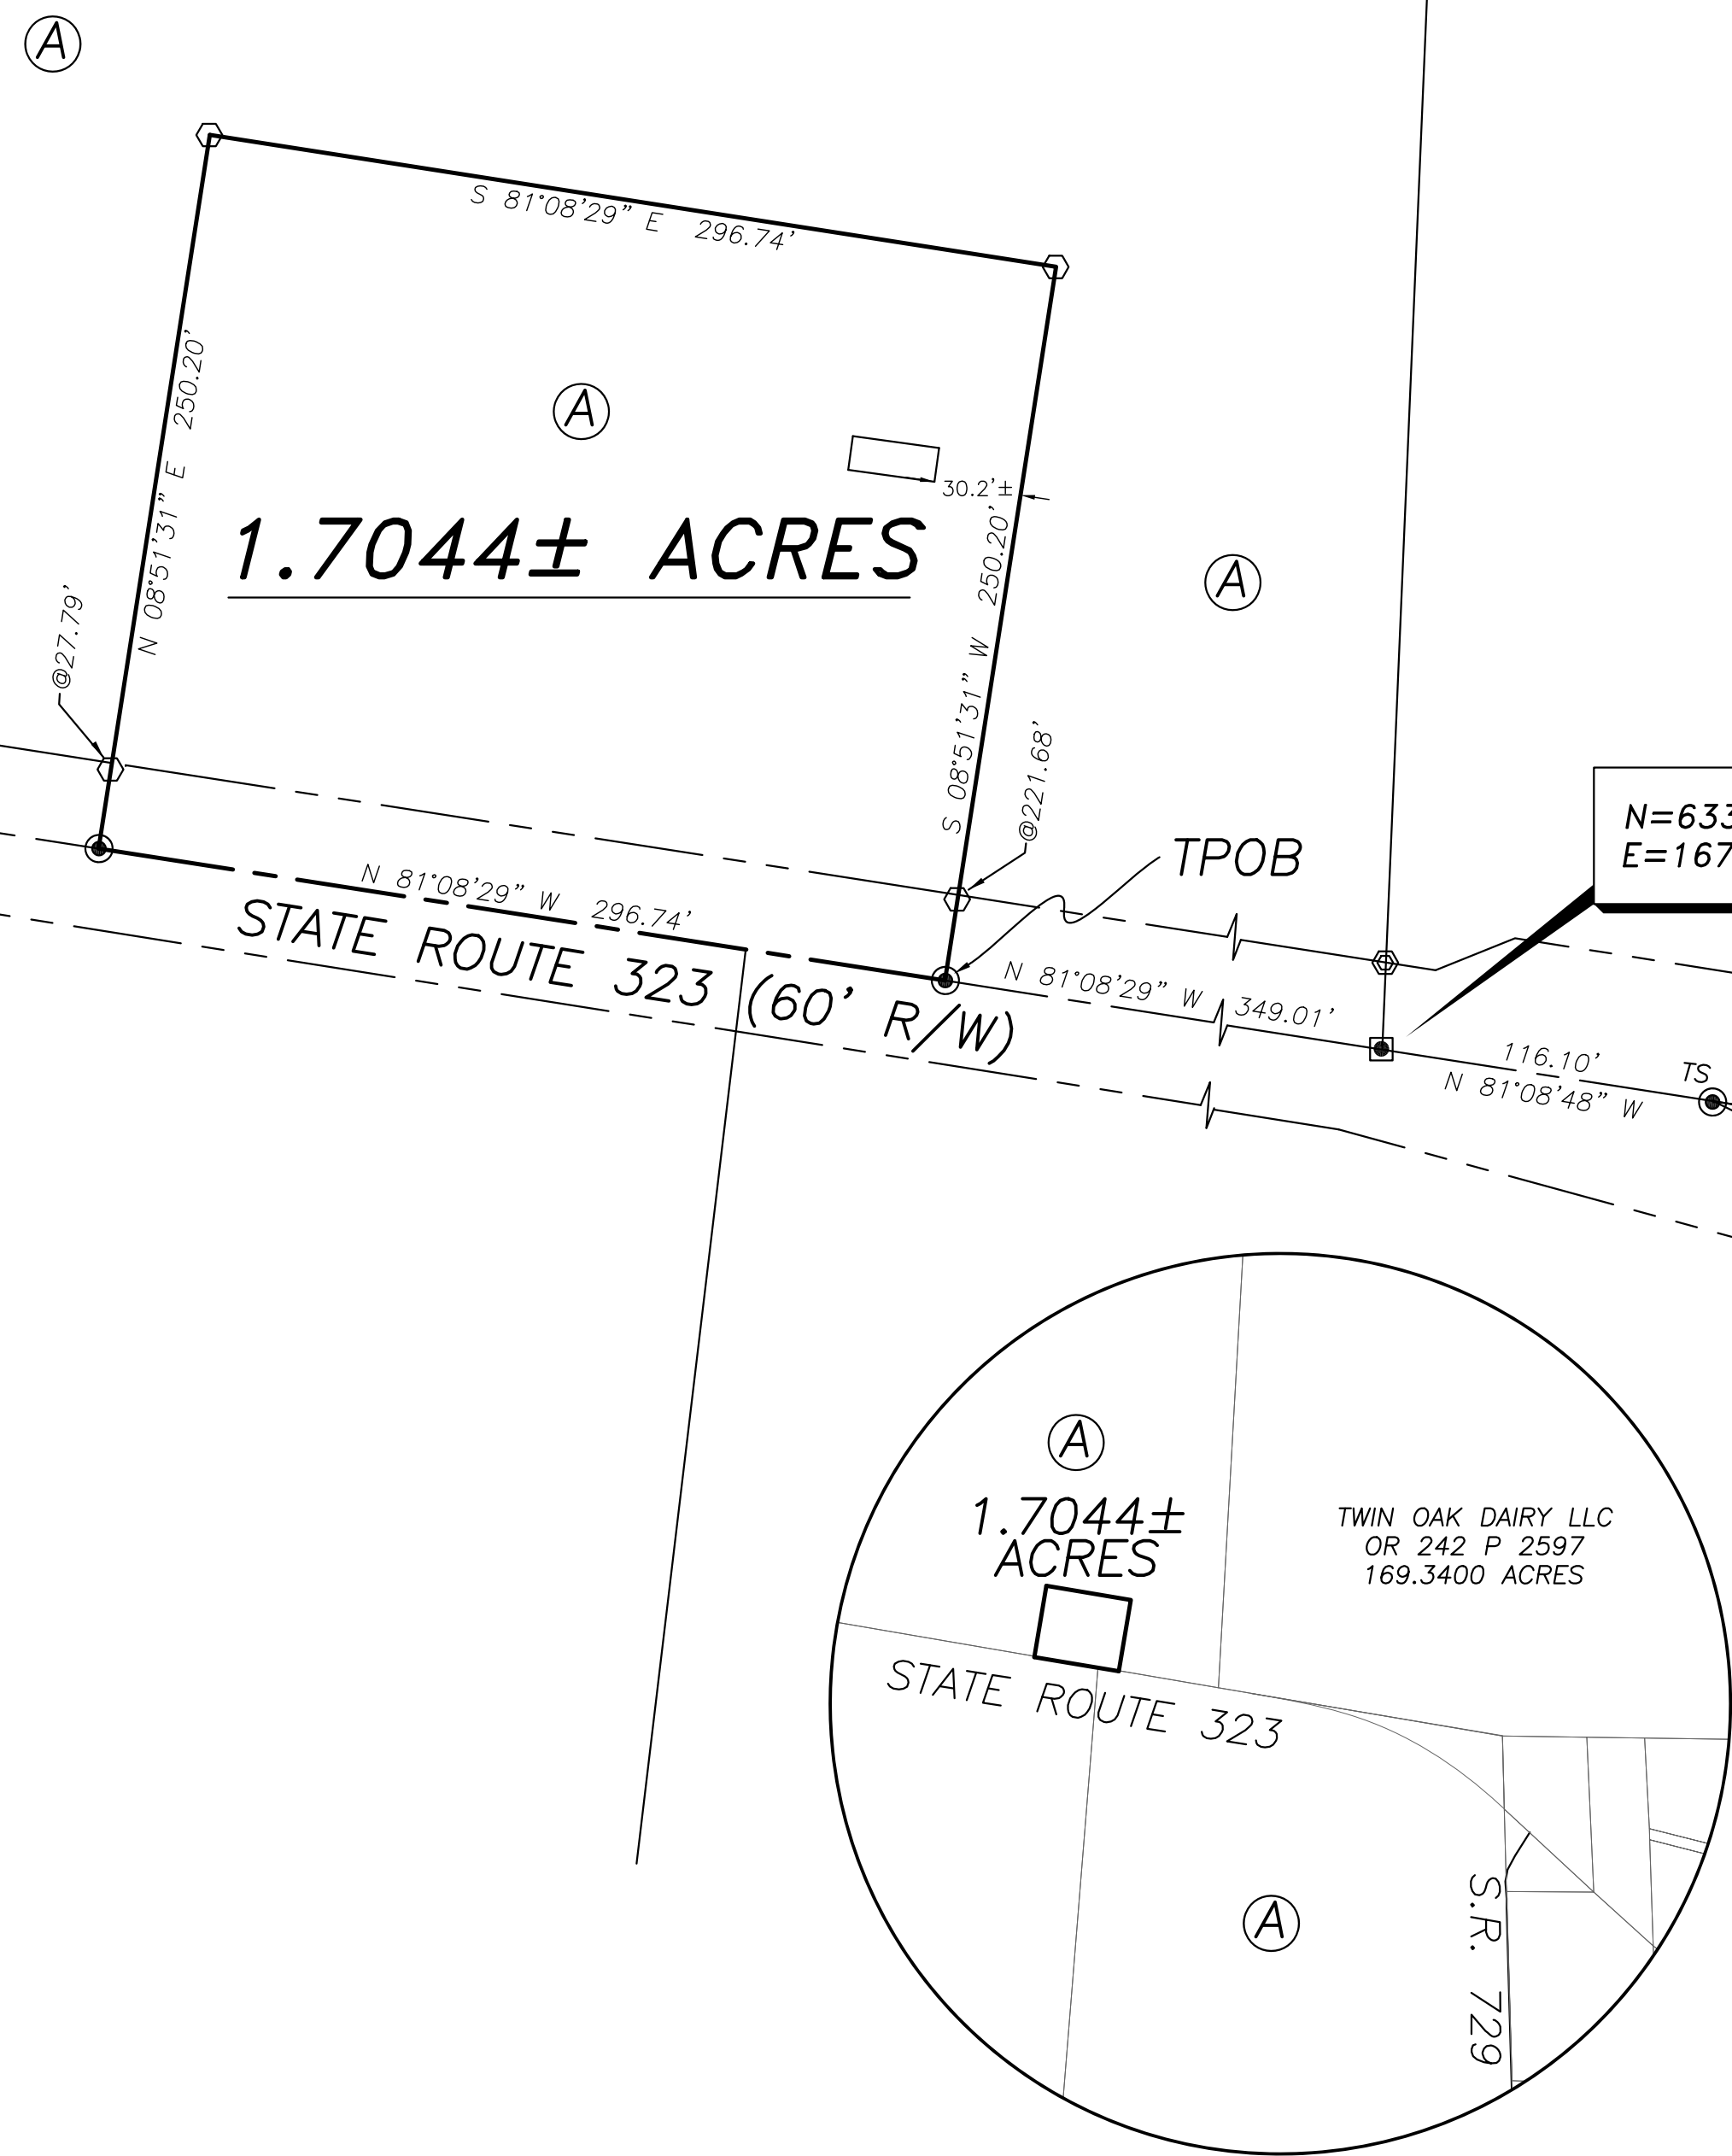 A
S 81°08'29" E 296.74'
N 08°51'31" E 250.20'
A
30.2'±
1.7044± ACRES
S 08°51'31" W 250.20'
A
@27.79'
@221.68'
TPOB
N=633
E=167
N 81°08'29" W 296.74'
STATE ROUTE 323 (60' R/W)
N 81°08'29" W 349.01'
116.10'
N 81°08'48" W
TS
A
1.7044±
ACRES
TWIN OAK DAIRY LLC
OR 242 P 2597
169.3400 ACRES
STATE ROUTE 323
A
S.R. 729